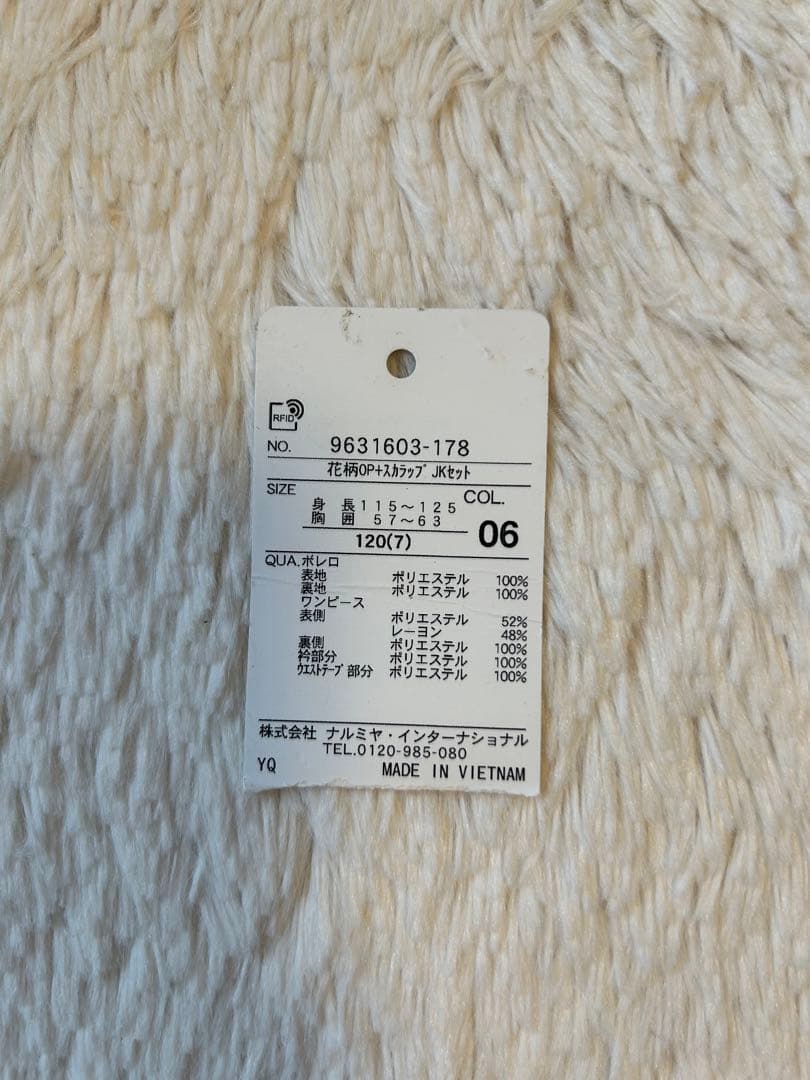 RFID
NO. 9631603-178
花柄OP+ｽｶﾗｯﾌﾟJKセット
SIZE COL.
身 長 115～125
胸 囲 57～63
120(7) 06
QUA. ボレロ
表地 ポリエステル 100%
裏地 ポリエステル 100%
ワンピース
表側 ポリエステル 52%
レーヨン 48%
裏側 ポリエステル 100%
衿部分 ポリエステル 100%
ｳｴｽﾄﾃｰﾌﾟ部分 ポリエステル 100%
株式会社 ナルミヤ・インターナショナル
TEL.0120-985-080
YQ MADE IN VIETNAM